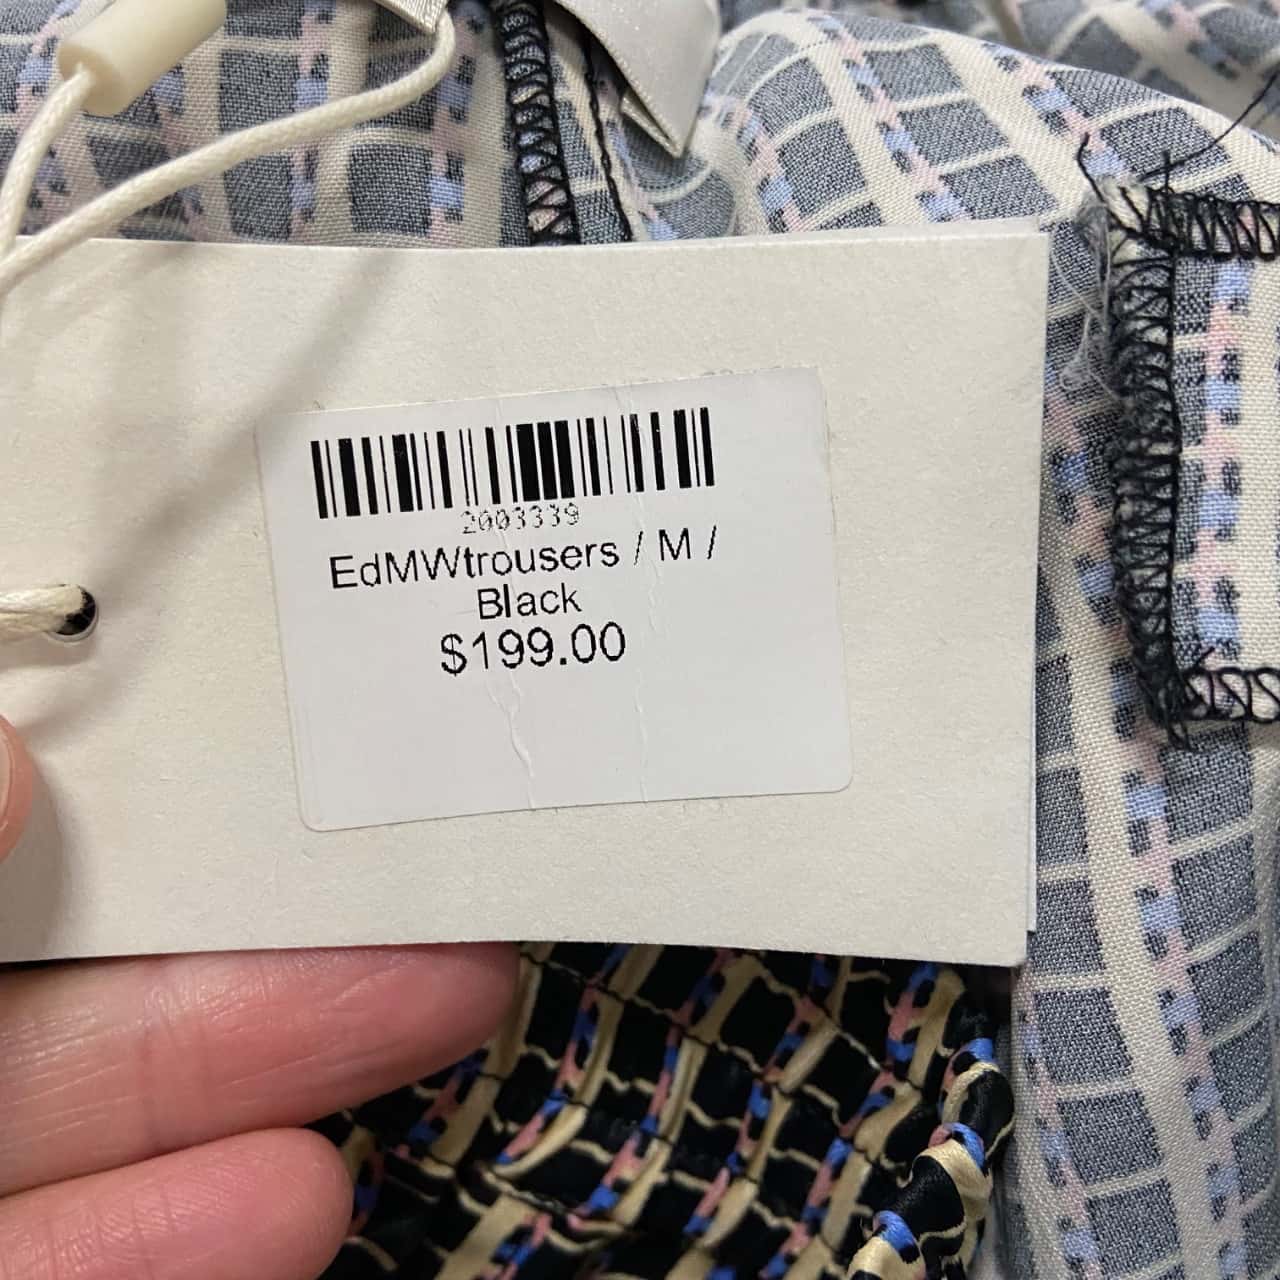 2003339
EdMWtrousers / M /
Black
$199.00